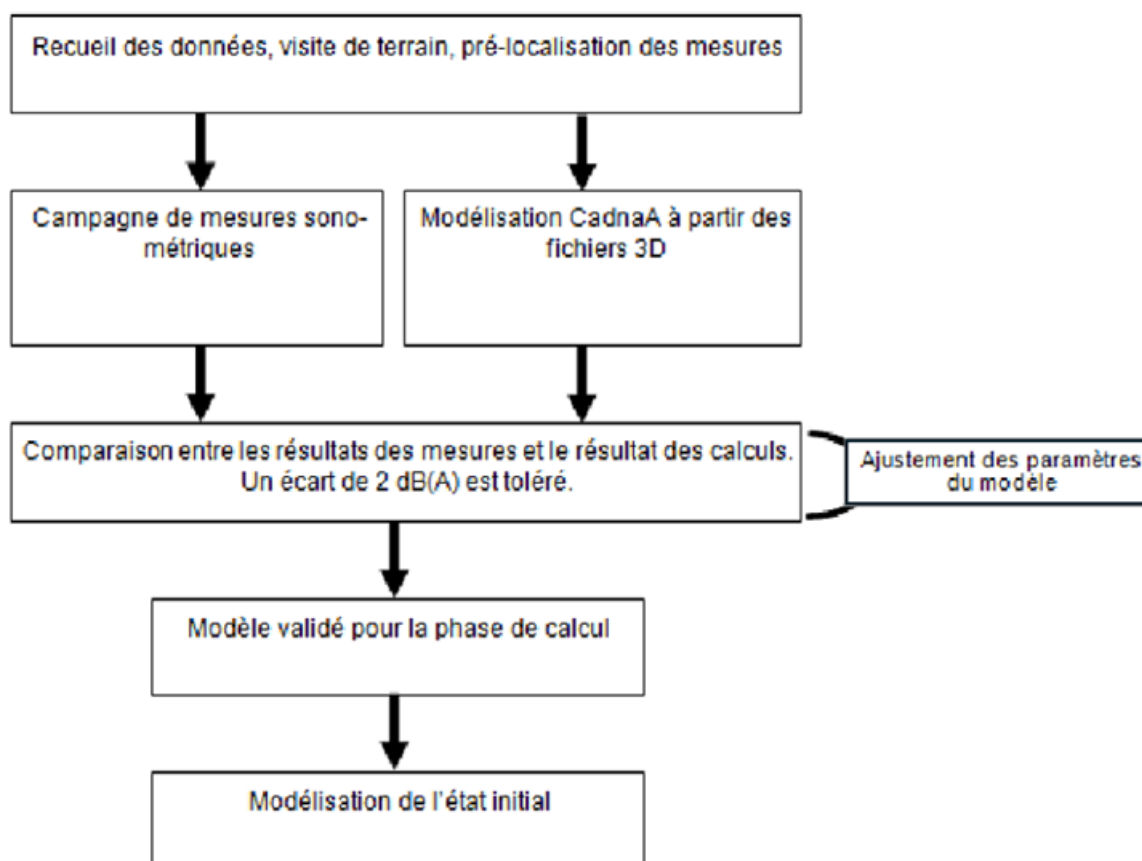 Recueil des données, visite de terrain, pré-localisation des mesures
Campagne de mesures sono-
métriques
Modélisation CadnaA à partir des
fichiers 3D
Comparaison entre les résultats des mesures et le résultat des calculs.
Un écart de 2 dB(A) est toléré.
Ajustement des paramètres
du modèle
Modèle validé pour la phase de calcul
Modélisation de l'état initial